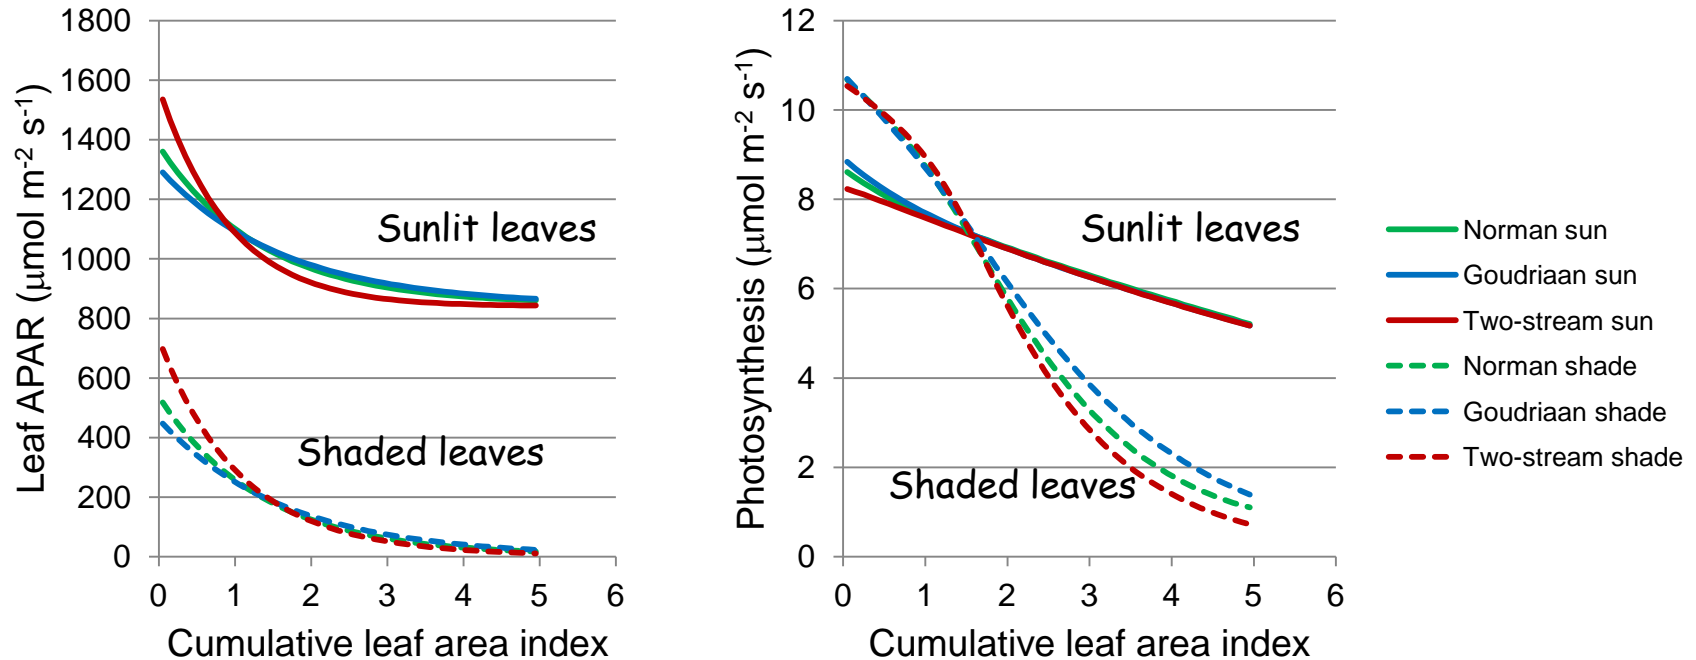 Leaf APAR (μmol m-2 s-1)
1800
1600
1400
1200
1000
800
600
400
200
0
0 1 2 3 4 5 6
Cumulative leaf area index
Sunlit leaves
Shaded leaves
Photosynthesis (μmol m-2 s-1)
12
10
8
6
4
2
0
0 1 2 3 4 5 6
Cumulative leaf area index
Sunlit leaves
Shaded leaves
Norman sun
Goudriaan sun
Two-stream sun
Norman shade
Goudriaan shade
Two-stream shade